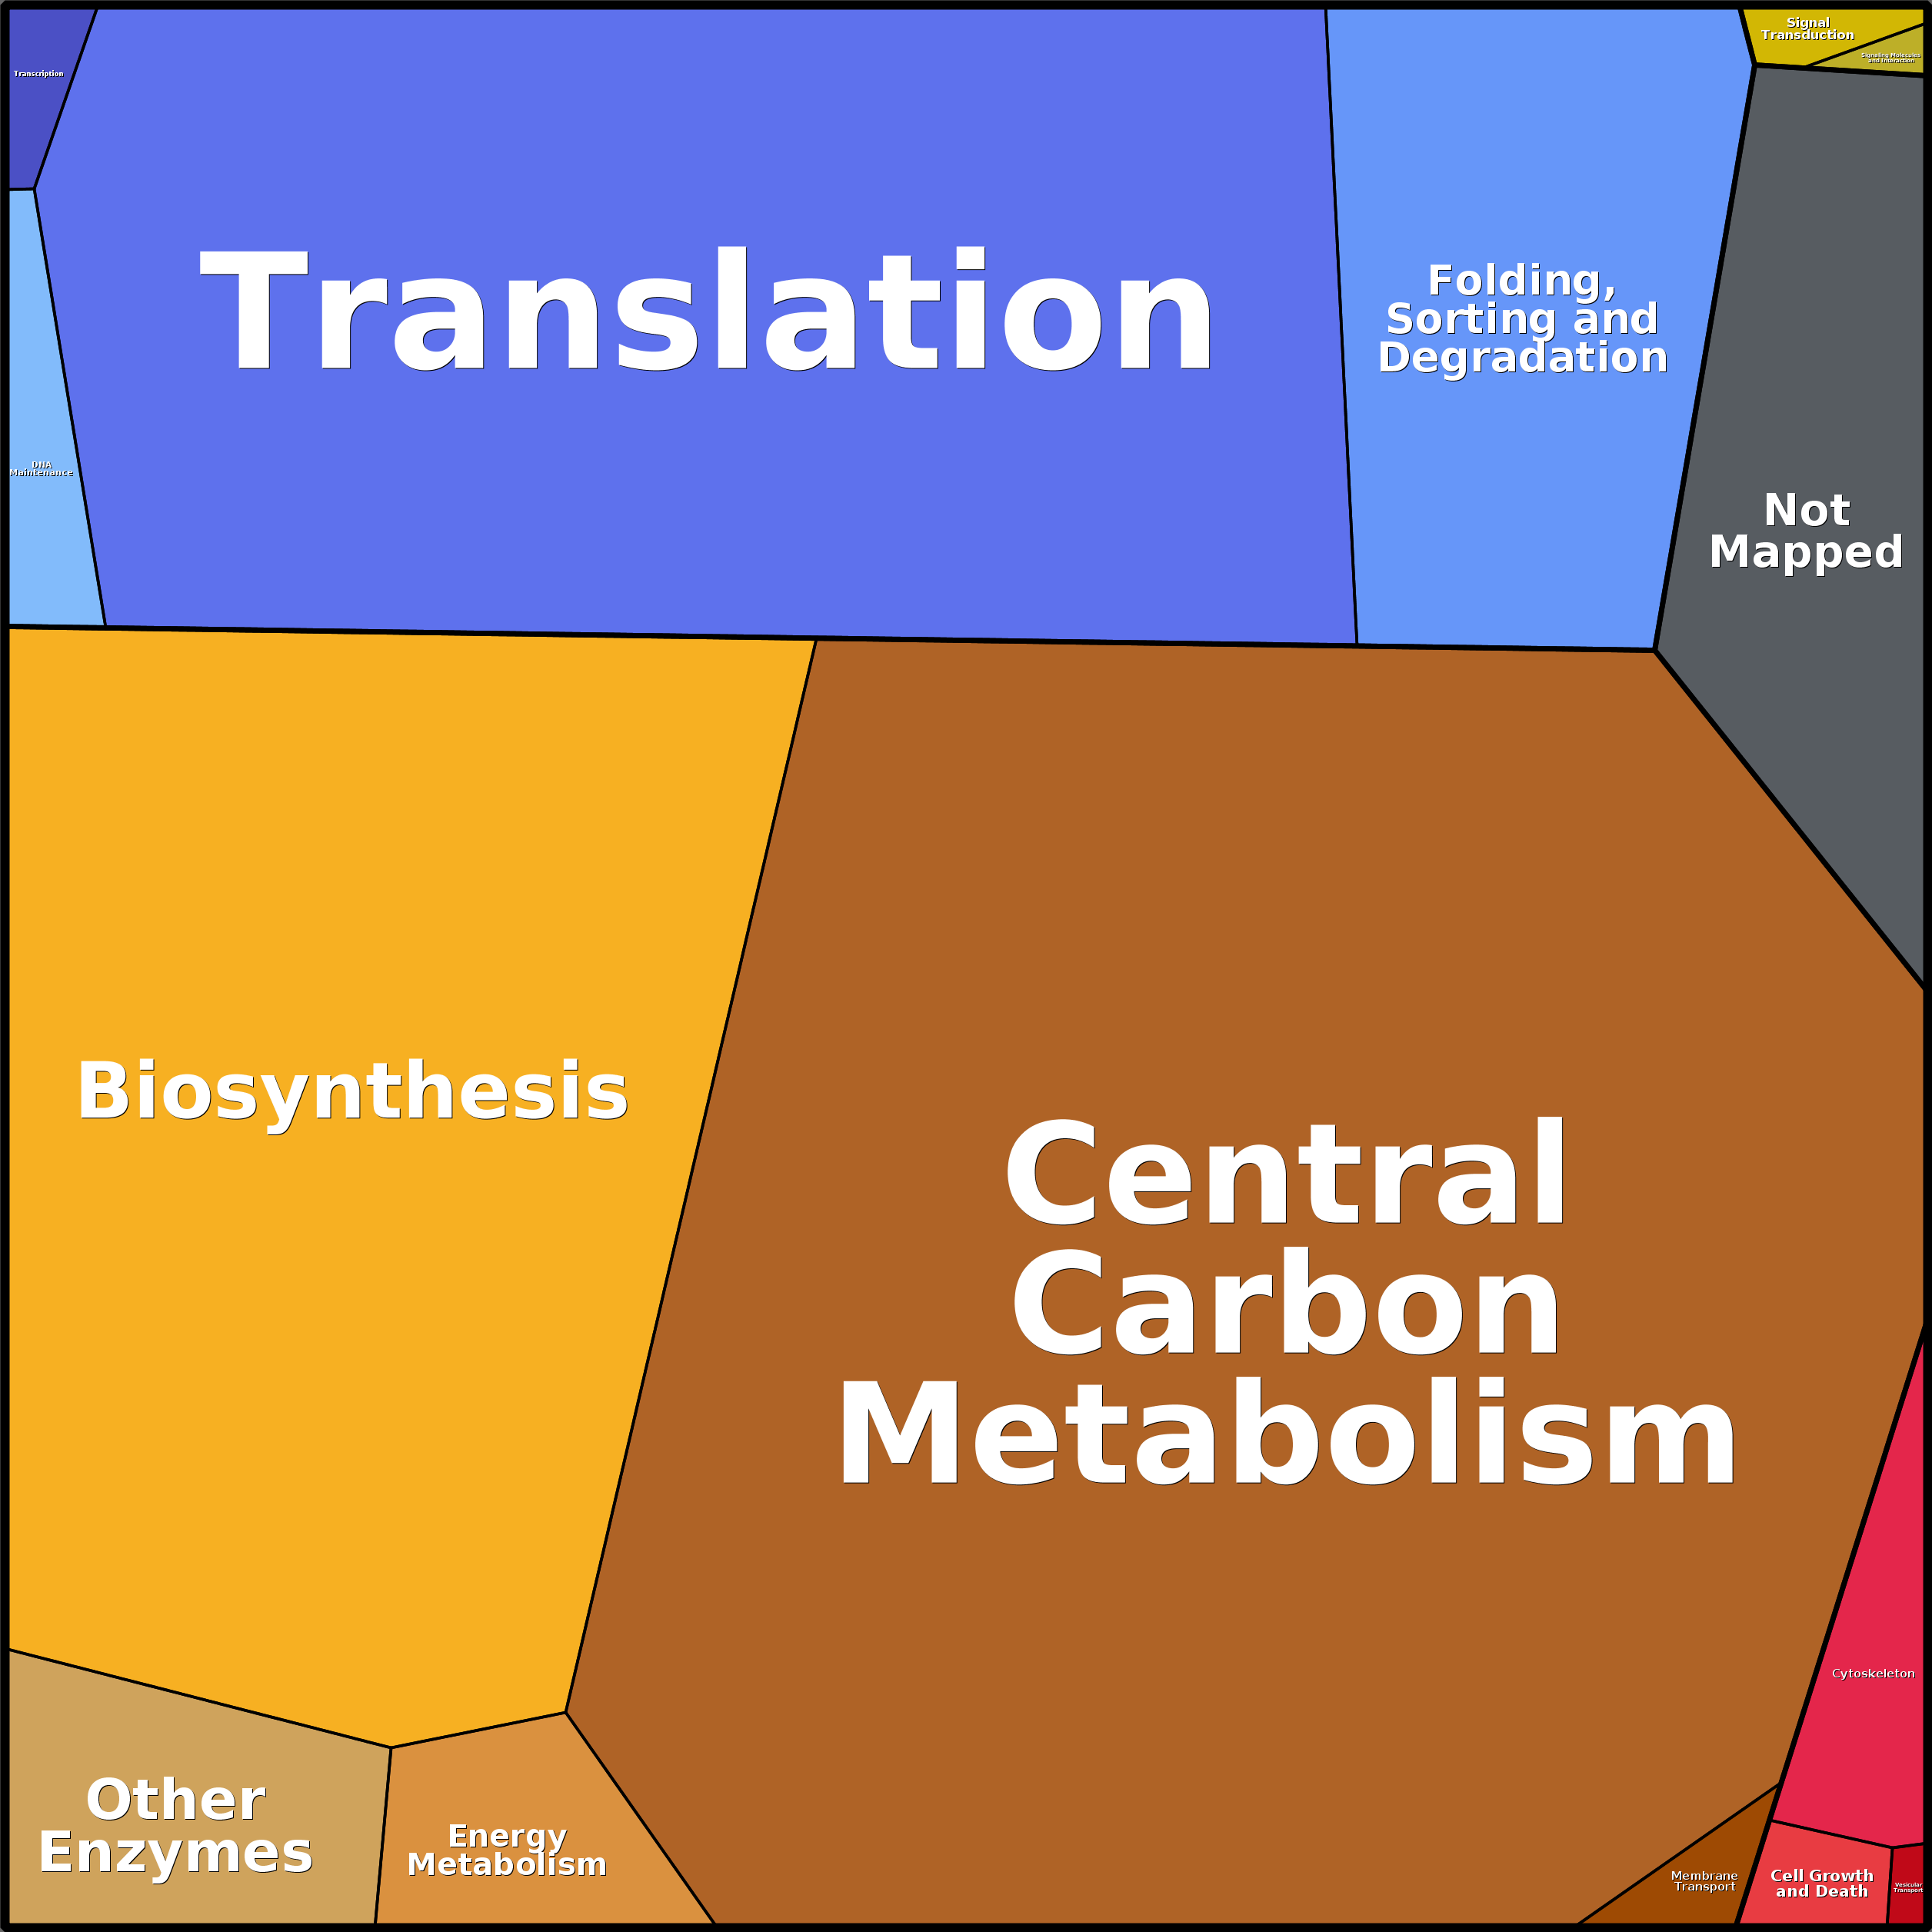 Signal
Transduction
Signaling Molecules
and Interaction
Transcription
Translation
Folding,
Sorting and
Degradation
DNA
Maintenance
Not
Mapped
Biosynthesis
Central
Carbon
Metabolism
Cytoskeleton
Other
Enzymes
Energy
Metabolism
Membrane
Transport
Cell Growth
and Death
Vesicular
Transport